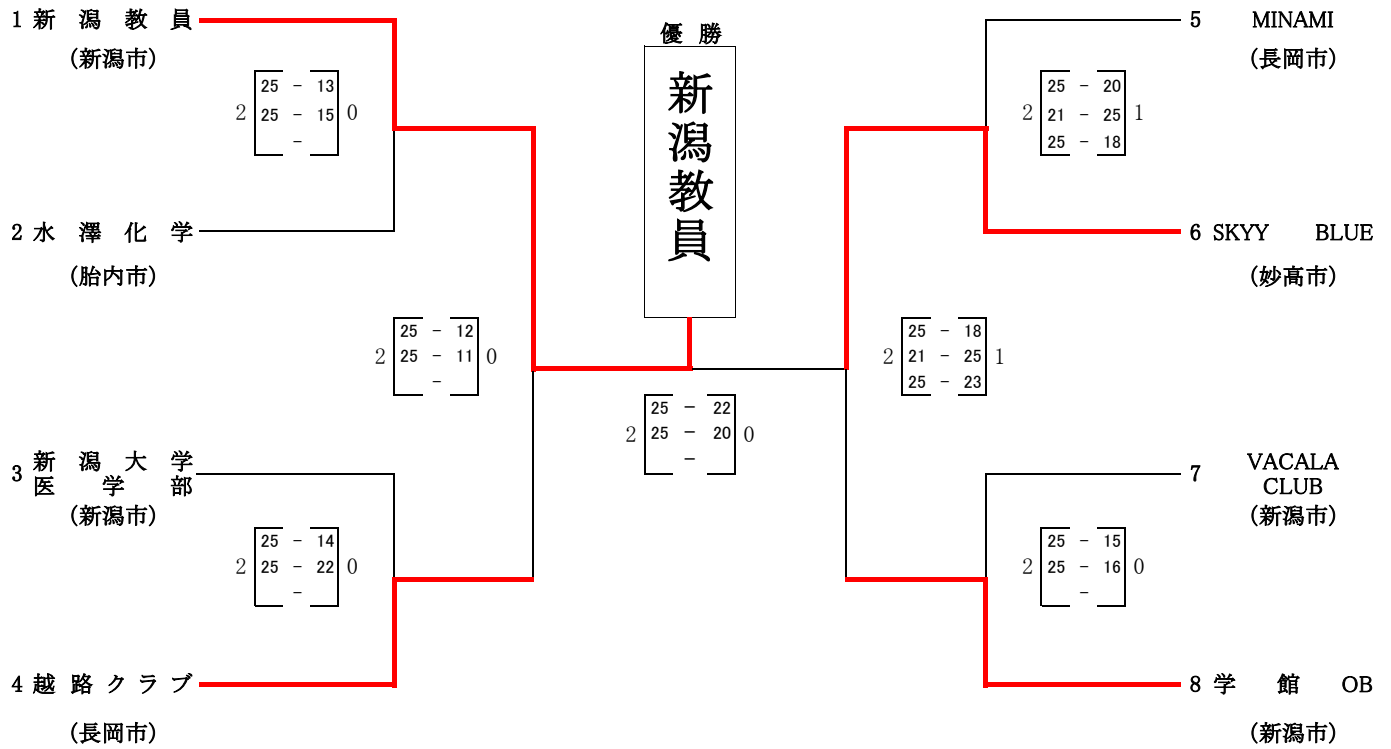 優勝
新潟教員
1 新潟教員
(新潟市)
25 - 13
2 25 - 15 0
-
2 水澤化学
(胎内市)
25 - 12
2 25 - 11 0
-
3 新潟大学
医学部
(新潟市)
25 - 14
2 25 - 22 0
-
4 越路クラブ
(長岡市)
25 - 22
2 25 - 20 0
-
5 MINAMI
(長岡市)
25 - 20
2 21 - 25 1
25 - 18
6 SKYY BLUE
(妙高市)
25 - 18
2 21 - 25 1
25 - 23
7 VACALA
CLUB
(新潟市)
25 - 15
2 25 - 16 0
-
8 学館OB
(新潟市)